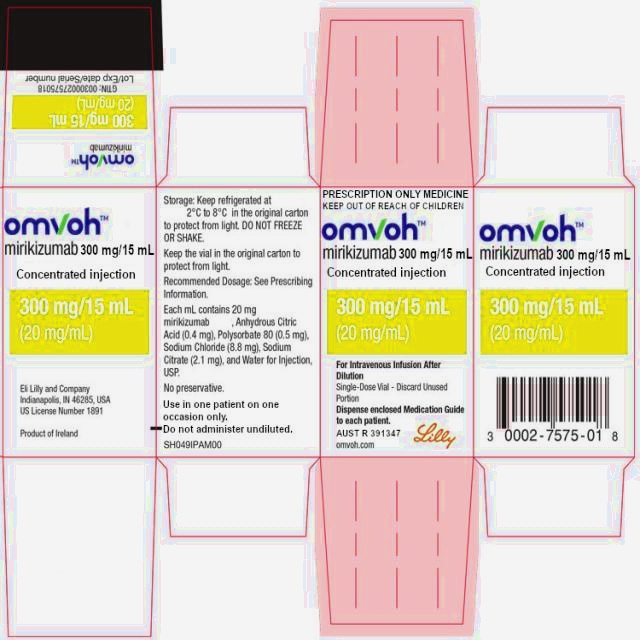 Lot/Exp date/Serial number
GTIN: 00300027575018
300 mg/15 mL
(20 mg/mL)
omvoh™
mirikizumab
omvoh™
mirikizumab 300 mg/15 mL
Concentrated injection
300 mg/15 mL
(20 mg/mL)
Eli Lilly and Company
Indianapolis, IN 46285, USA
US License Number 1891
Product of Ireland
Storage: Keep refrigerated at
2°C to 8°C in the original carton
to protect from light. DO NOT FREEZE
OR SHAKE.
Keep the vial in the original carton to
protect from light.
Recommended Dosage: See Prescribing
Information.
Each mL contains 20 mg
mirikizumab , Anhydrous Citric
Acid (0.4 mg), Polysorbate 80 (0.5 mg),
Sodium Chloride (8.8 mg), Sodium
Citrate (2.1 mg), and Water for Injection,
USP.
No preservative.
Use in one patient on one
occasion only.
Do not administer undiluted.
SH049IPAM00
PRESCRIPTION ONLY MEDICINE
KEEP OUT OF REACH OF CHILDREN
omvoh™
mirikizumab 300 mg/15 mL
Concentrated injection
300 mg/15 mL
(20 mg/mL)
For Intravenous Infusion After
Dilution
Single-Dose Vial - Discard Unused
Portion
Dispense enclosed Medication Guide
to each patient.
AUST R 391347
omvoh.com
Lilly
omvoh™
mirikizumab 300 mg/15 mL
Concentrated injection
300 mg/15 mL
(20 mg/mL)
3 0002-7575-01 8